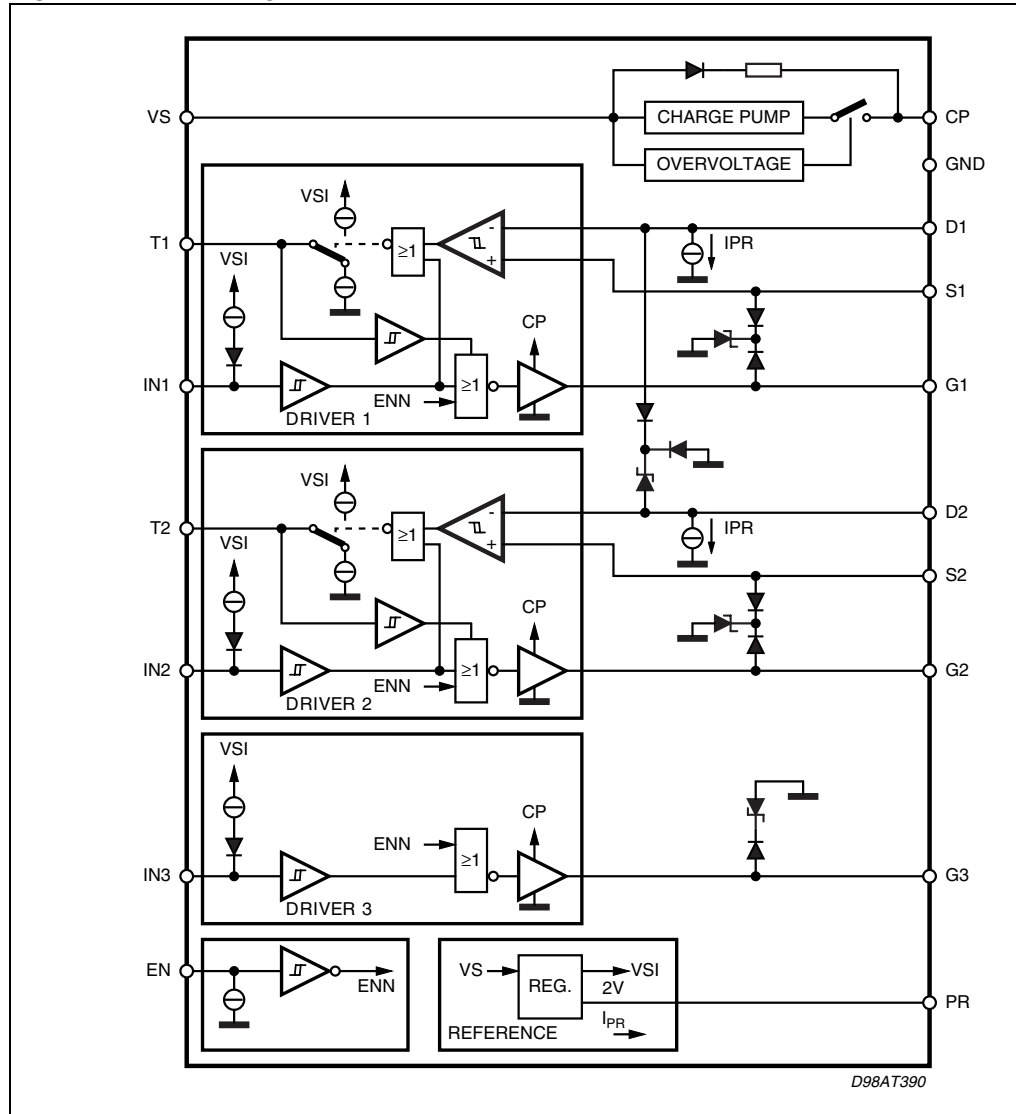 VS
CHARGE PUMP
CP
OVERVOLTAGE
GND
VSI
T1
≥1
-
+
D1
IPR
VSI
S1
CP
IN1
ENN
≥1
G1
DRIVER 1
VSI
T2
≥1
-
+
D2
IPR
VSI
S2
CP
IN2
ENN
≥1
G2
DRIVER 2
VSI
CP
ENN
≥1
IN3
G3
DRIVER 3
EN
ENN
VS
REG.
VSI
2V
IPR
PR
REFERENCE
D98AT390